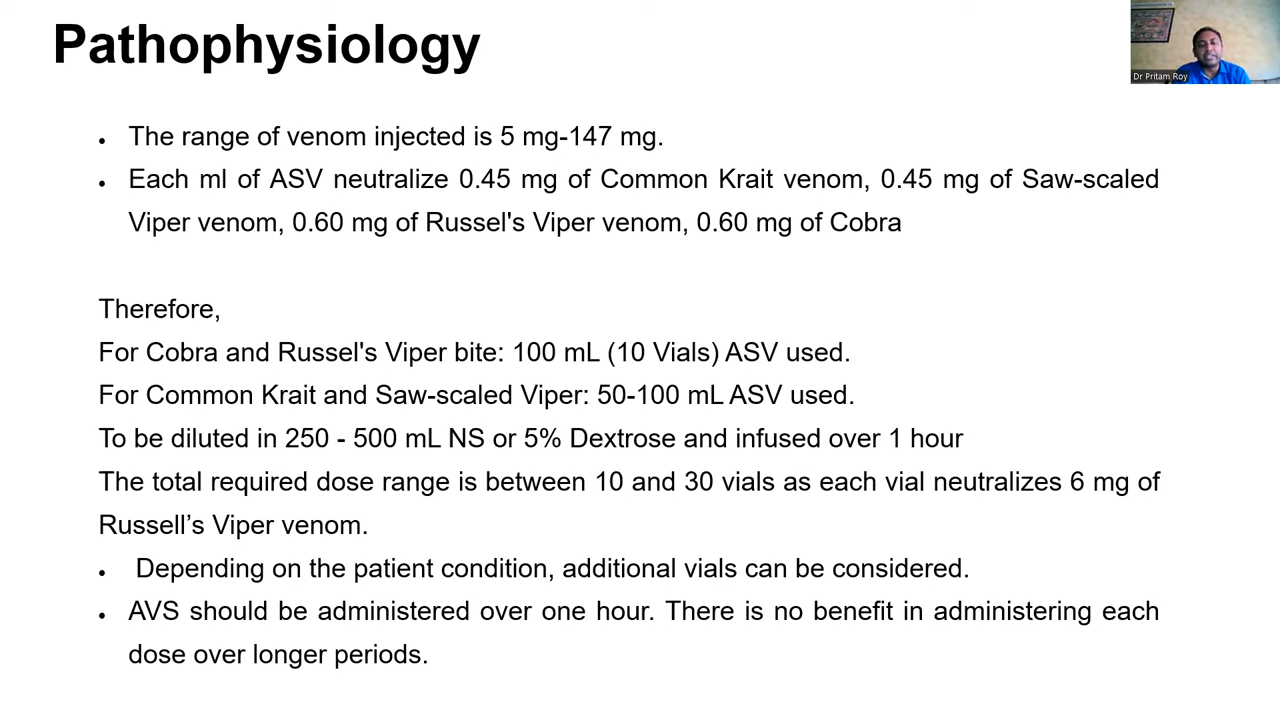 Pathophysiology
Dr Pritam Roy
• The range of venom injected is 5 mg-147 mg.
• Each ml of ASV neutralize 0.45 mg of Common Krait venom, 0.45 mg of Saw-scaled
Viper venom, 0.60 mg of Russel's Viper venom, 0.60 mg of Cobra
Therefore,
For Cobra and Russel's Viper bite: 100 mL (10 Vials) ASV used.
For Common Krait and Saw-scaled Viper: 50-100 mL ASV used.
To be diluted in 250 - 500 mL NS or 5% Dextrose and infused over 1 hour
The total required dose range is between 10 and 30 vials as each vial neutralizes 6 mg of
Russell’s Viper venom.
• Depending on the patient condition, additional vials can be considered.
• AVS should be administered over one hour. There is no benefit in administering each
dose over longer periods.